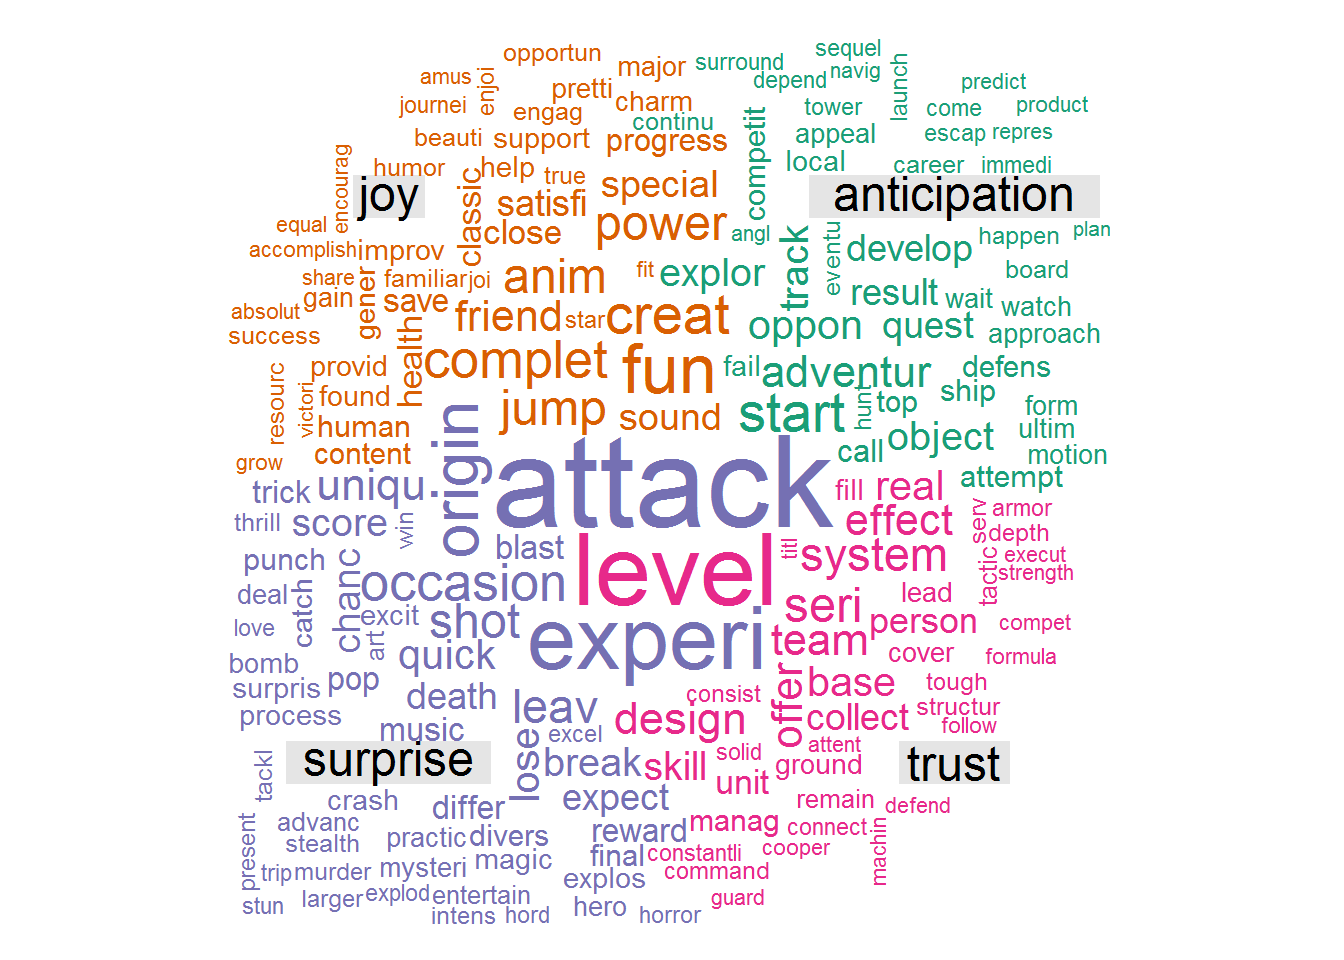 opportun
sequel
amus
enjoi
pretti
major
surround
depend
navig
launch
predict
journei
engag
charm
continu
tower
come
product
beauti
support
progress
competit
appeal
escap
repres
encourag
humor
help
true
classic
special
local
career
immedi
joy
satisfi
power
anticipation
equal
close
angl
track
eventu
happen
plan
accomplish
improv
develop
share
familiar
joi
anim
fit
explor
board
gain
gener
save
result
wait
watch
absolut
friend
star
creat
oppon
quest
approach
success
health
complet
fun
fail
adventur
defens
resourc
provid
victori
found
jump
sound
start
hunt
top
ship
form
human
ultim
grow
content
origin
attack
call
object
motion
trick
uniqu
fill
real
attempt
thrill
score
win
effect
serv
armor
depth
punch
blast
titl
system
tactic
execut
strength
deal
catch
chanc
occasion
level
seri
lead
love
excit
art
shot
experi
team
person
compet
bomb
quick
cover
formula
surpris
pop
death
leav
consist
offer
base
tough
process
music
design
collect
structur
follow
surprise
lose
excel
break
skill
solid
attent
ground
trust
tackl
unit
crash
differ
expect
remain
defend
present
advanc
stealth
practic
divers
reward
manag
connect
machin
trip
murder
mysteri
magic
final
constantli
cooper
stun
larger
explod
entertain
explos
command
intens
hord
hero
horror
guard